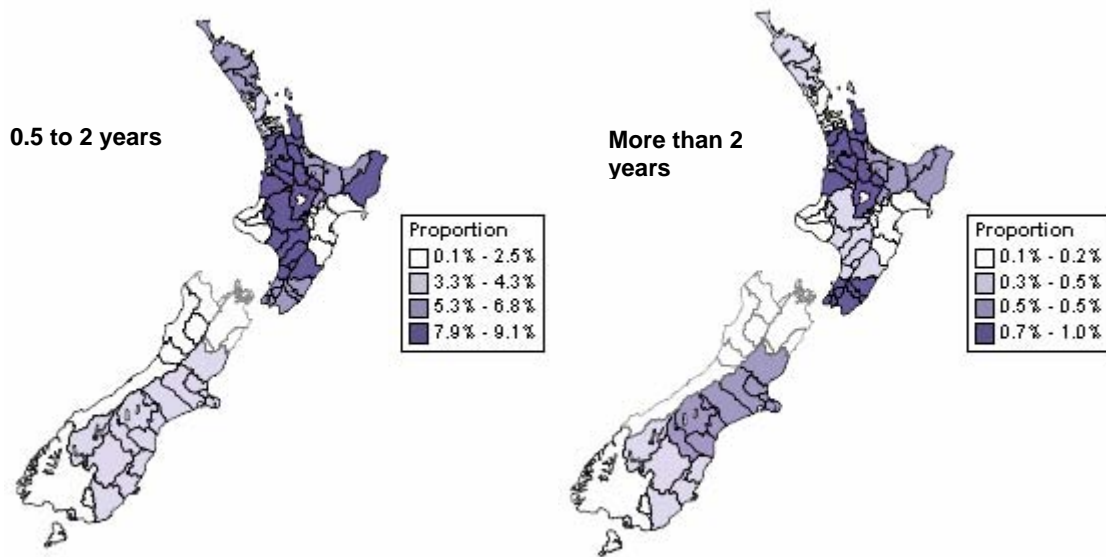 0.5 to 2 years
Proportion
0.1% - 2.5%
3.3% - 4.3%
5.3% - 6.8%
7.9% - 9.1%
More than 2
years
Proportion
0.1% - 0.2%
0.3% - 0.5%
0.5% - 0.5%
0.7% - 1.0%